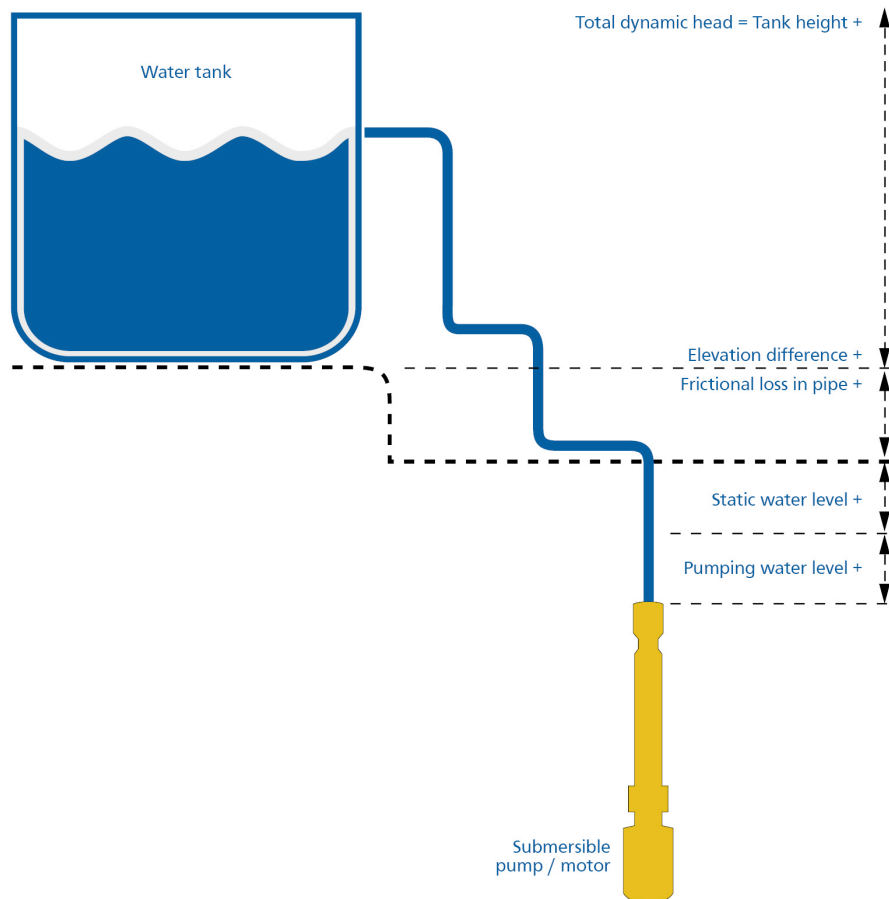 Total dynamic head = Tank height +
Water tank
Elevation difference +
Frictional loss in pipe +
Static water level +
Pumping water level +
Submersible
pump / motor